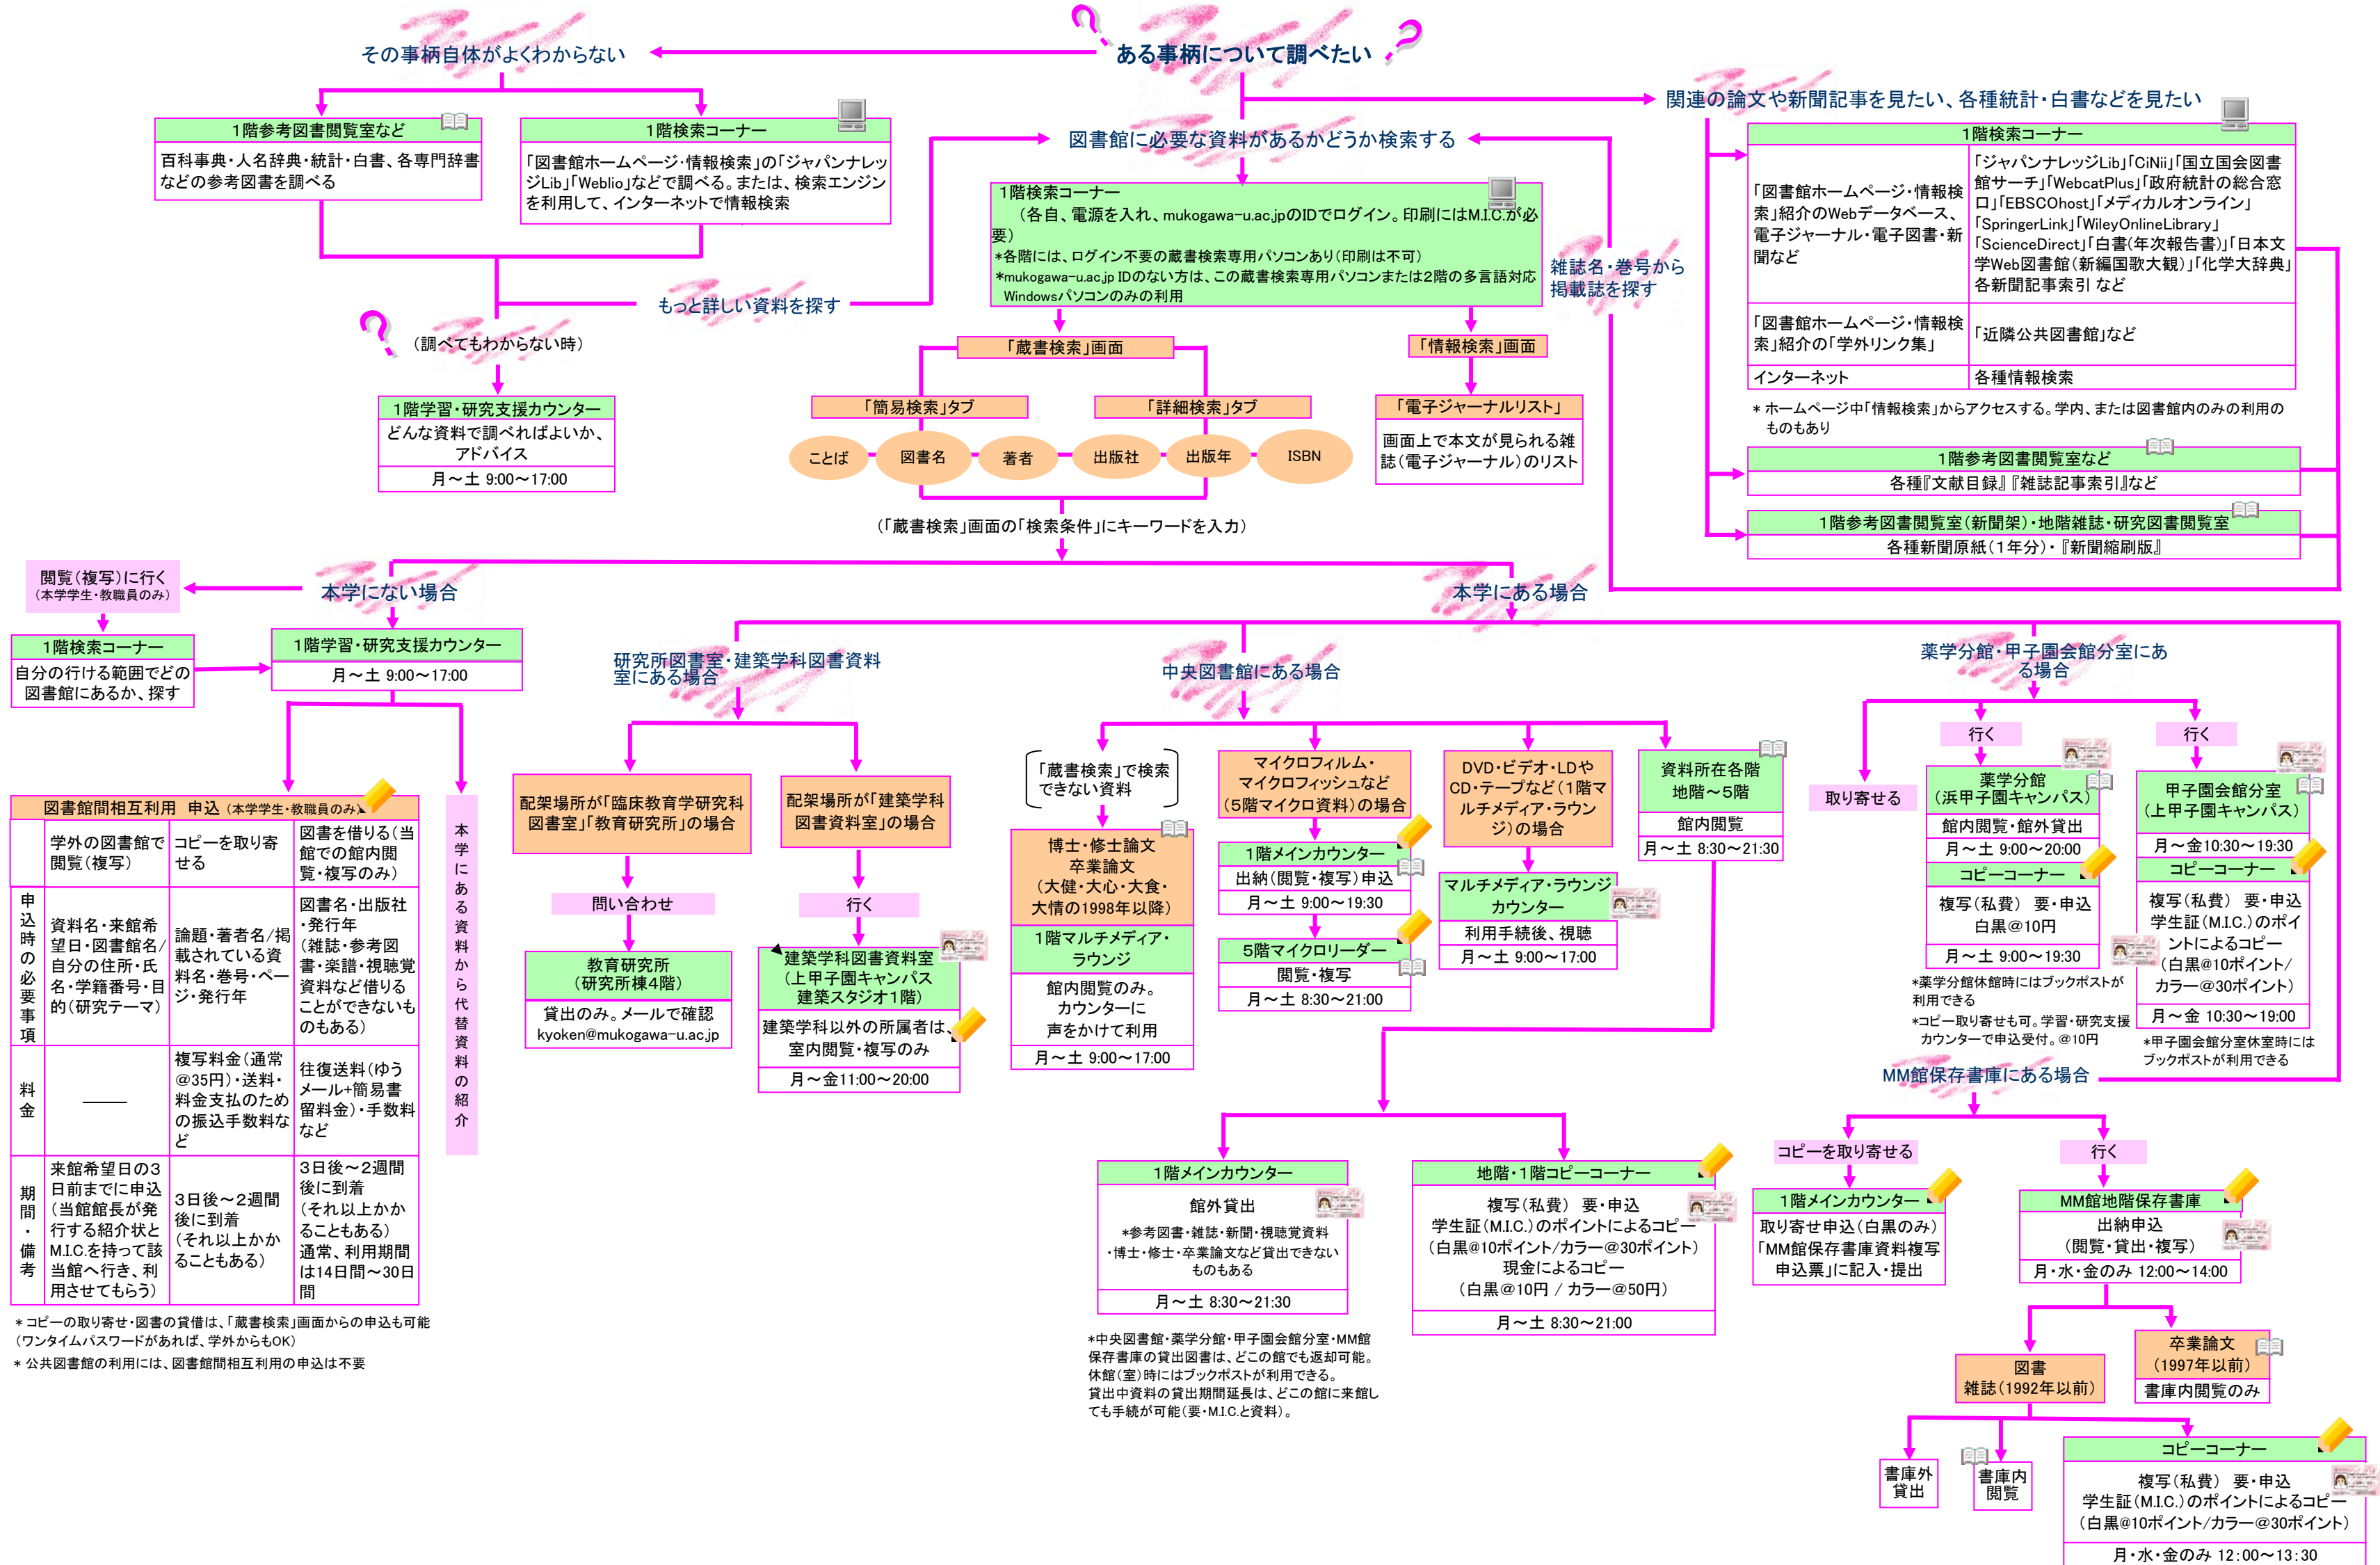 ある事柄について調べたい
その事柄自体がよくわからない
1階参考図書閲覧室など
百科事典・人名辞典・統計・白書、各専門辞書
などの参考図書を調べる
1階検索コーナー
「図書館ホームページ・情報検索」の「ジャパンナレッ
ジLib」「Weblio」などで調べる。または、検索エンジン
を利用して、インターネットで情報検索
もっと詳しい資料を探す
(調べてもわからない時)
1階学習・研究支援カウンター
どんな資料で調べればよいか、
アドバイス
月～土 9:00～17:00
図書館に必要な資料があるかどうか検索する
1階検索コーナー
(各自、電源を入れ、mukogawa-u.ac.jpのIDでログイン。印刷にはM.I.C.が必
要)
*各階には、ログイン不要の蔵書検索専用パソコンあり(印刷は不可)
*mukogawa-u.ac.jp IDのない方は、この蔵書検索専用パソコンまたは2階の多言語対応
Windowsパソコンのみの利用
「蔵書検索」画面
「情報検索」画面
「簡易検索」タブ
「詳細検索」タブ
「電子ジャーナルリスト」
画面上で本文が見られる雑
誌(電子ジャーナル)のリスト
ことば
図書名
著者
出版社
出版年
ISBN
(「蔵書検索」画面の「検索条件」にキーワードを入力)
雑誌名・巻号から
掲載誌を探す
関連の論文や新聞記事を見たい、各種統計・白書などを見たい
1階検索コーナー
「図書館ホームページ・情報検
索」紹介のWebデータベース、
電子ジャーナル・電子図書・新
聞など
「ジャパンナレッジLib」「CiNii」「国立国会図書
館サーチ」「WebcatPlus」「政府統計の総合窓
口」「EBSCOhost」「メディカルオンライン」
「SpringerLink」「WileyOnlineLibrary」
「ScienceDirect」「白書(年次報告書)」「日本文
学Web図書館(新編国歌大観)」「化学大辞典」
各新聞記事索引 など
「図書館ホームページ・情報検
索」紹介の「学外リンク集」
「近隣公共図書館」など
インターネット
各種情報検索
* ホームページ中「情報検索」からアクセスする。学内、または図書館内のみの利用の
ものもあり
1階参考図書閲覧室など
各種『文献目録』『雑誌記事索引』など
1階参考図書閲覧室(新聞架)・地階雑誌・研究図書閲覧室
各種新聞原紙(1年分)・『新聞縮刷版』
本学にない場合
閲覧(複写)に行く
(本学学生・教職員のみ)
1階検索コーナー
自分の行ける範囲でどの
図書館にあるか、探す
1階学習・研究支援カウンター
月～土 9:00～17:00
図書館間相互利用 申込 (本学学生・教職員のみ)
学外の図書館で
閲覧(複写)
コピーを取り寄
せる
図書を借りる(当
館での館内閲
覧・複写のみ)
申込時の必要事項
資料名・来館希
望日・図書館名/
自分の住所・氏
名・学籍番号・目
的(研究テーマ)
論題・著者名/掲
載されている資
料名・巻号・ペー
ジ・発行年
図書名・出版社
・発行年
(雑誌・参考図
書・楽譜・視聴覚
資料など借りる
ことができないも
のもある)
料金
――
複写料金(通常
@35円)・送料・
料金支払のため
の振込手数料な
ど
往復送料(ゆう
メール+簡易書
留料金)・手数料
など
期間・備考
来館希望日の3
日前までに申込
(当館館長が発
行する紹介状と
M.I.C.を持って該
当館へ行き、利
用させてもらう)
3日後～2週間
後に到着
(それ以上かか
ることもある)
3日後～2週間
後に到着
(それ以上かか
ることもある)
通常、利用期間
は14日間～30日
間
本学にある資料から代替資料の紹介
* コピーの取り寄せ・図書の貸借は、「蔵書検索」画面からの申込も可能
(ワンタイムパスワードがあれば、学外からもOK)
* 公共図書館の利用には、図書館間相互利用の申込は不要
本学にある場合
研究所図書室・建築学科図書資料
室にある場合
配架場所が「臨床教育学研究科
図書室」「教育研究所」の場合
問い合わせ
教育研究所
(研究所棟4階)
貸出のみ。メールで確認
kyoken@mukogawa-u.ac.jp
配架場所が「建築学科
図書資料室」の場合
行く
建築学科図書資料室
(上甲子園キャンパス
建築スタジオ1階)
建築学科以外の所属者は、
室内閲覧・複写のみ
月～金11:00～20:00
中央図書館にある場合
「蔵書検索」で検索
できない資料
博士・修士論文
卒業論文
(大健・大心・大食・
大情の1998年以降)
1階マルチメディア・
ラウンジ
館内閲覧のみ。
カウンターに
声をかけて利用
月～土 9:00～17:00
マイクロフィルム・
マイクロフィッシュなど
(5階マイクロ資料)の場合
1階メインカウンター
出納(閲覧・複写)申込
月～土 9:00～19:30
5階マイクロリーダー
閲覧・複写
月～土 8:30～21:00
DVD・ビデオ・LDや
CD・テープなど(1階マ
ルチメディア・ラウン
ジ)の場合
マルチメディア・ラウンジ
カウンター
利用手続後、視聴
月～土 9:00～17:00
資料所在各階
地階～5階
館内閲覧
月～土 8:30～21:30
1階メインカウンター
館外貸出
*参考図書・雑誌・新聞・視聴覚資料
・博士・修士・卒業論文など貸出できない
ものもある
月～土 8:30～21:30
地階・1階コピーコーナー
複写(私費) 要・申込
学生証(M.I.C.)のポイントによるコピー
(白黒@10ポイント/カラー@30ポイント)
現金によるコピー
(白黒@10円 / カラー@50円)
月～土 8:30～21:00
*中央図書館・薬学分館・甲子園会館分室・MM館
保存書庫の貸出図書は、どこの館でも返却可能。
休館(室)時にはブックポストが利用できる。
貸出中資料の貸出期間延長は、どこの館に来館し
ても手続が可能(要・M.I.C.と資料)。
薬学分館・甲子園会館分室にあ
る場合
取り寄せる
行く
薬学分館
(浜甲子園キャンパス)
館内閲覧・館外貸出
月～土 9:00～20:00
コピーコーナー
複写(私費) 要・申込
白黒@10円
月～土 9:00～19:30
*薬学分館休館時にはブックポストが
利用できる
*コピー取り寄せも可。学習・研究支援
カウンターで申込受付。@10円
行く
甲子園会館分室
(上甲子園キャンパス)
月～金10:30～19:30
コピーコーナー
複写(私費) 要・申込
学生証(M.I.C.)のポイ
ントによるコピー
(白黒@10ポイント/
カラー@30ポイント)
月～金 10:30～19:00
*甲子園会館分室休室時には
ブックポストが利用できる
MM館保存書庫にある場合
コピーを取り寄せる
1階メインカウンター
取り寄せ申込(白黒のみ)
「MM館保存書庫資料複写
申込票」に記入・提出
行く
MM館地階保存書庫
出納申込
(閲覧・貸出・複写)
月・水・金のみ 12:00～14:00
図書
雑誌(1992年以前)
卒業論文
(1997年以前)
書庫内閲覧のみ
書庫外
貸出
書庫内
閲覧
コピーコーナー
複写(私費) 要・申込
学生証(M.I.C.)のポイントによるコピー
(白黒@10ポイント/カラー@30ポイント)
月・水・金のみ 12:00～13:30